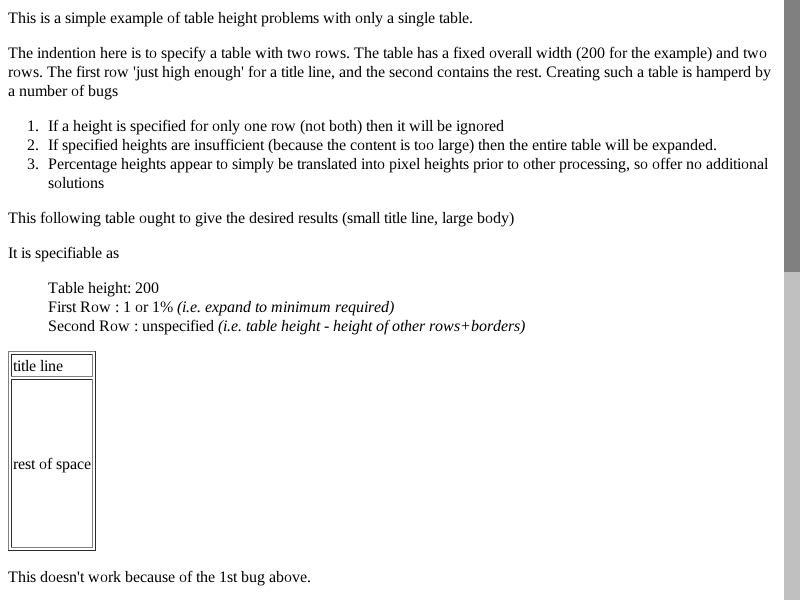 This is a simple example of table height problems with only a single table.
The indention here is to specify a table with two rows. The table has a fixed overall width (200 for the example) and two
rows. The first row 'just high enough' for a title line, and the second contains the rest. Creating such a table is hamperd by
a number of bugs
1. If a height is specified for only one row (not both) then it will be ignored
2. If specified heights are insufficient (because the content is too large) then the entire table will be expanded.
3. Percentage heights appear to simply be translated into pixel heights prior to other processing, so offer no additional
solutions
This following table ought to give the desired results (small title line, large body)
It is specifiable as
Table height: 200
First Row : 1 or 1% (i.e. expand to minimum required)
Second Row : unspecified (i.e. table height - height of other rows+borders)
title line
rest of space
This doesn't work because of the 1st bug above.